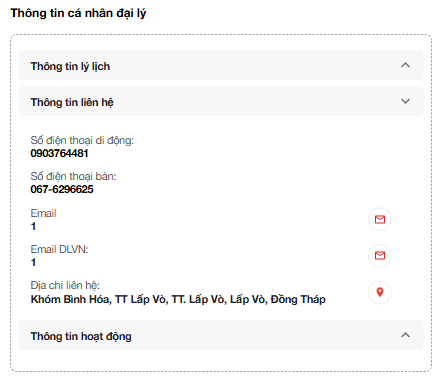 Thông tin cá nhân đại lý
Thông tin lý lịch
Thông tin liên hệ
Số điện thoại di động:
0903764481
Số điện thoại bàn:
067-6296625
Email
1
Email DLVN:
1
Địa chỉ liên hệ:
Khóm Bình Hóa, TT Lấp Vò, TT. Lấp Vò, Lấp Vò, Đồng Tháp
Thông tin hoạt động